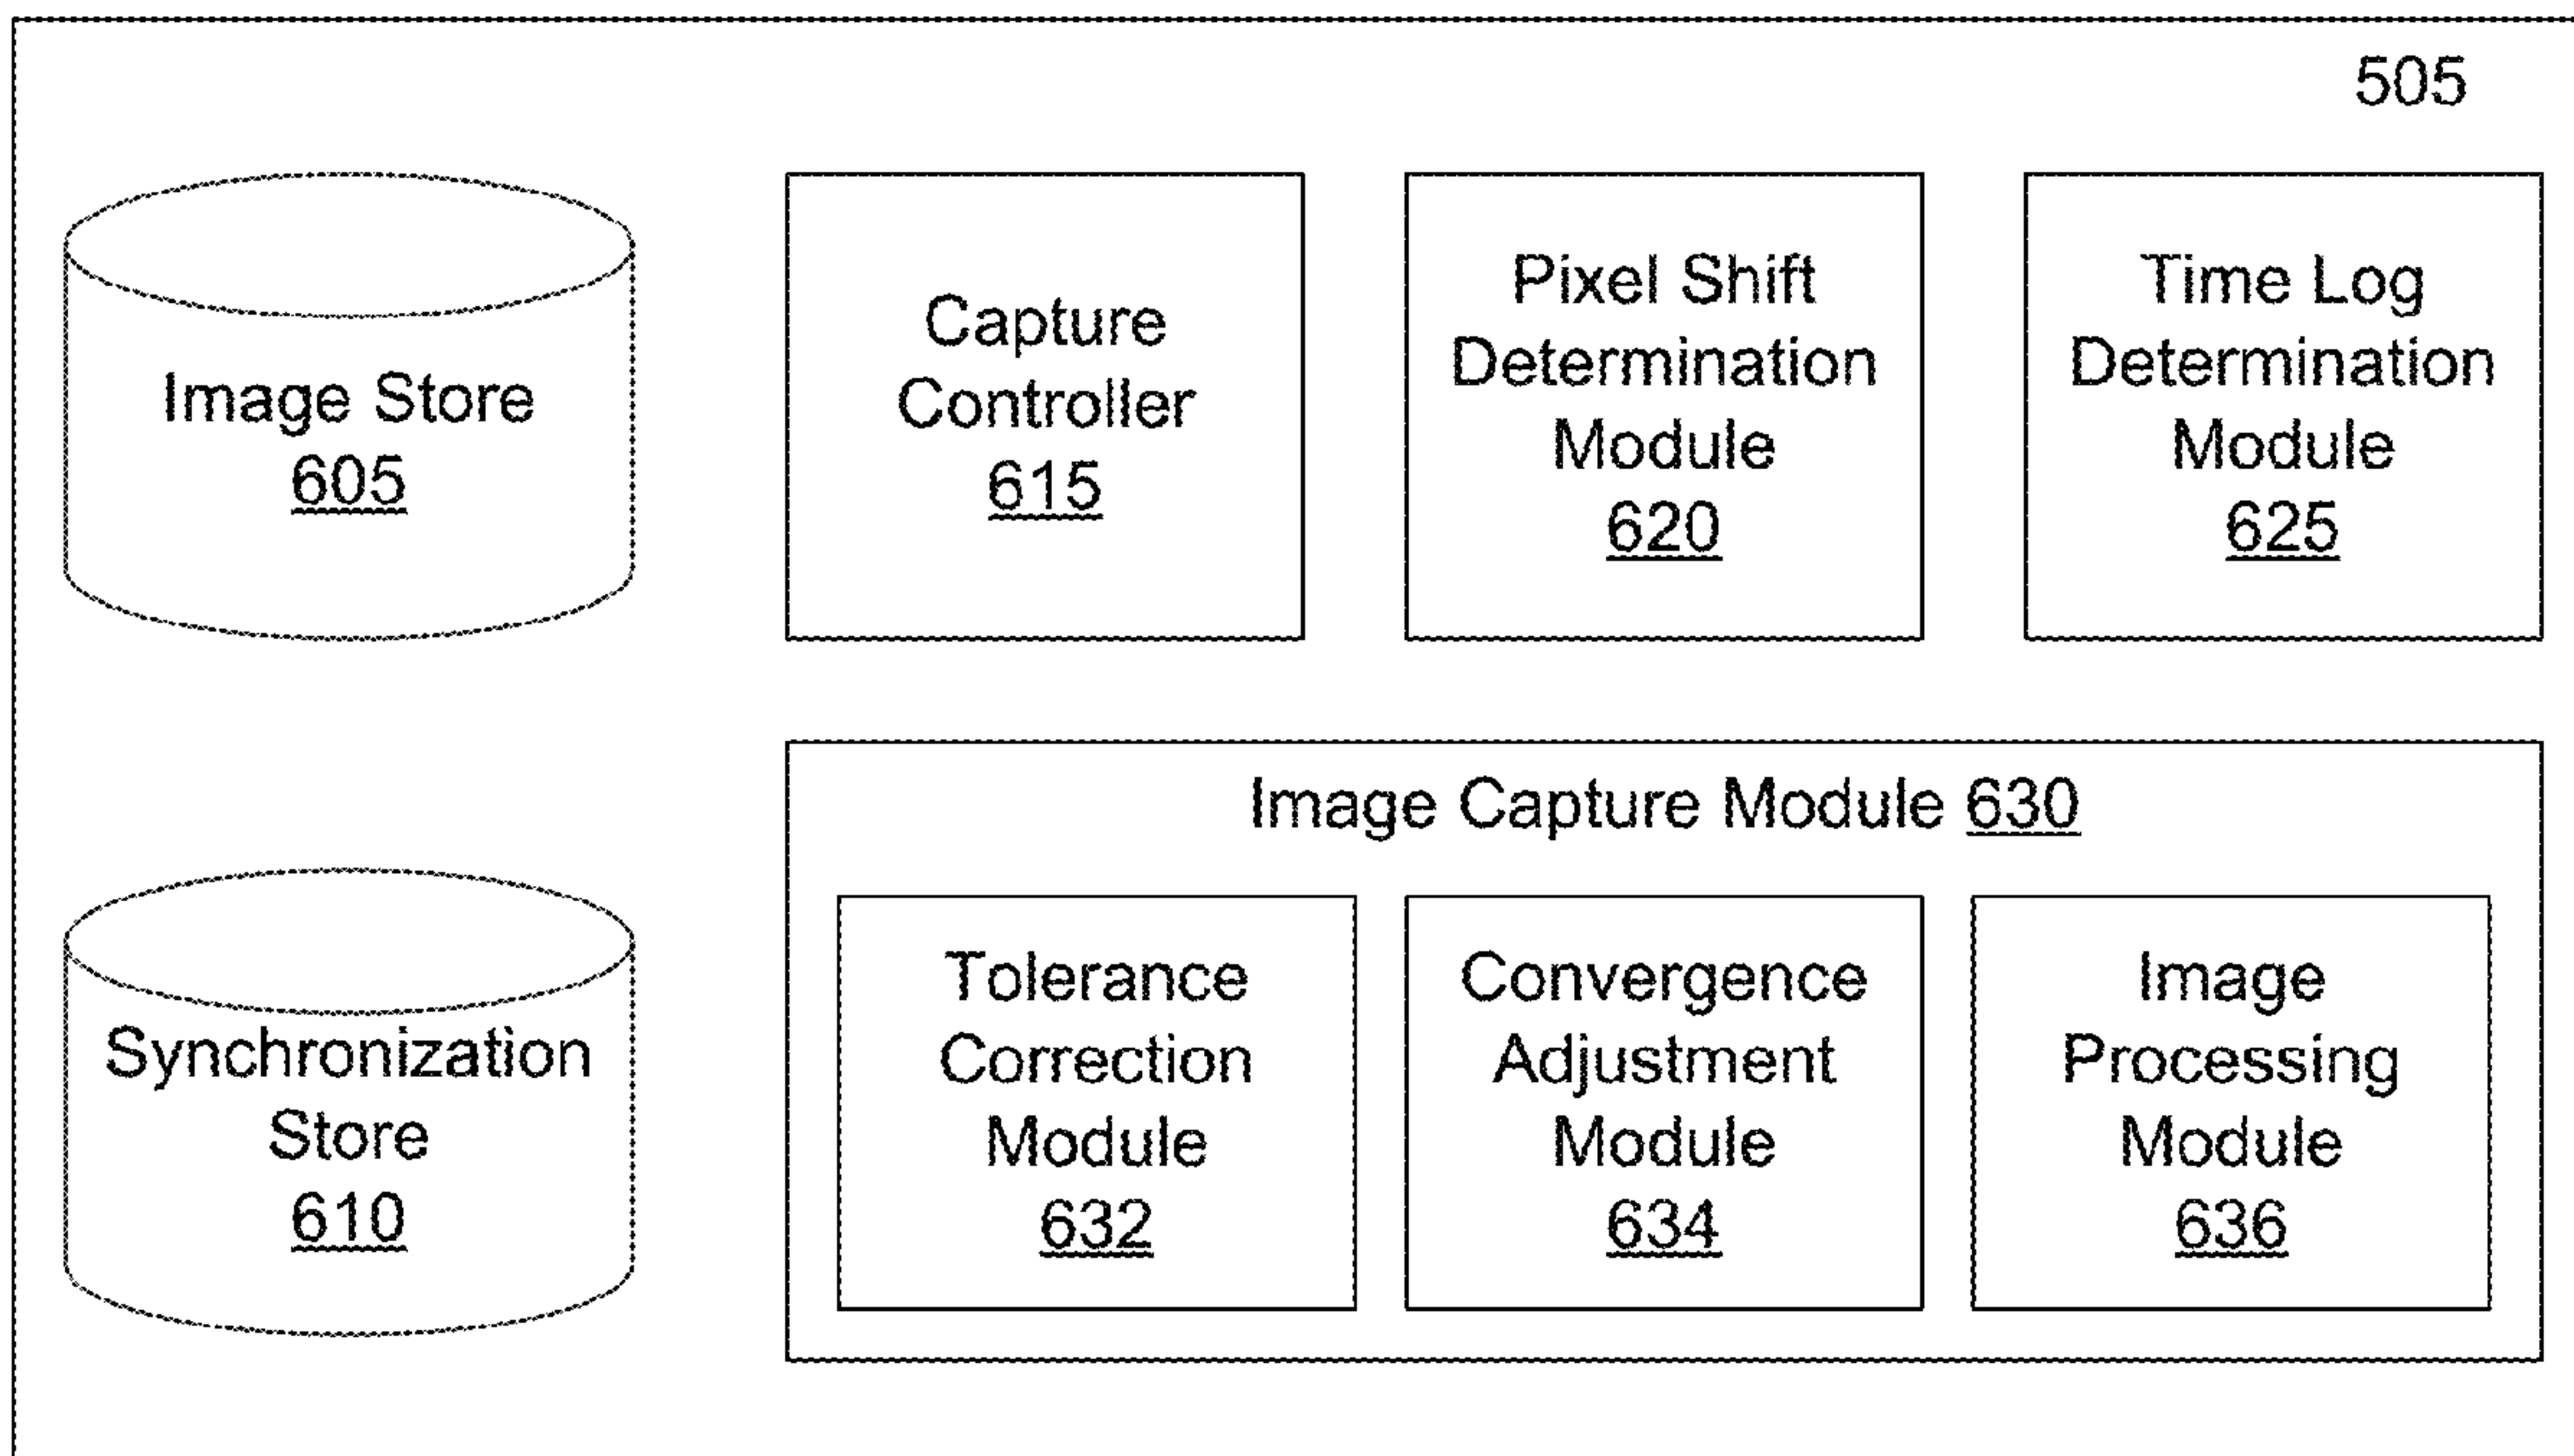 505
Image Store
605
Capture
Controller
615
Pixel Shift
Determination
Module
620
Time Log
Determination
Module
625
Synchronization
Store
610
Image Capture Module 630
Tolerance
Correction
Module
632
Convergence
Adjustment
Module
634
Image
Processing
Module
636